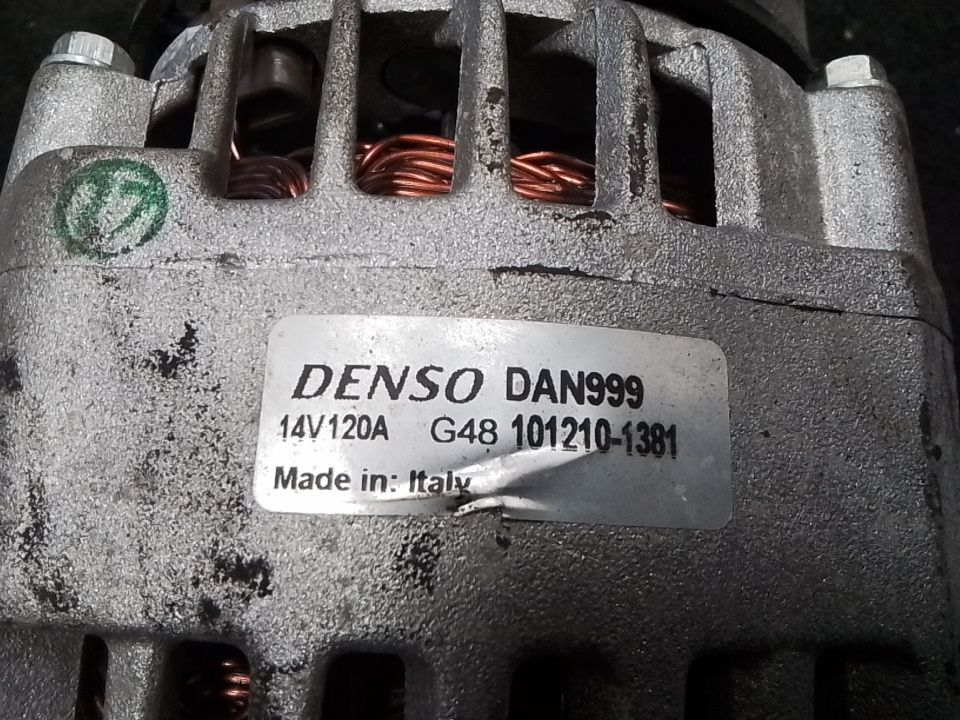 DENSO DAN999
14V120A G48 101210-1381
Made in: Italy